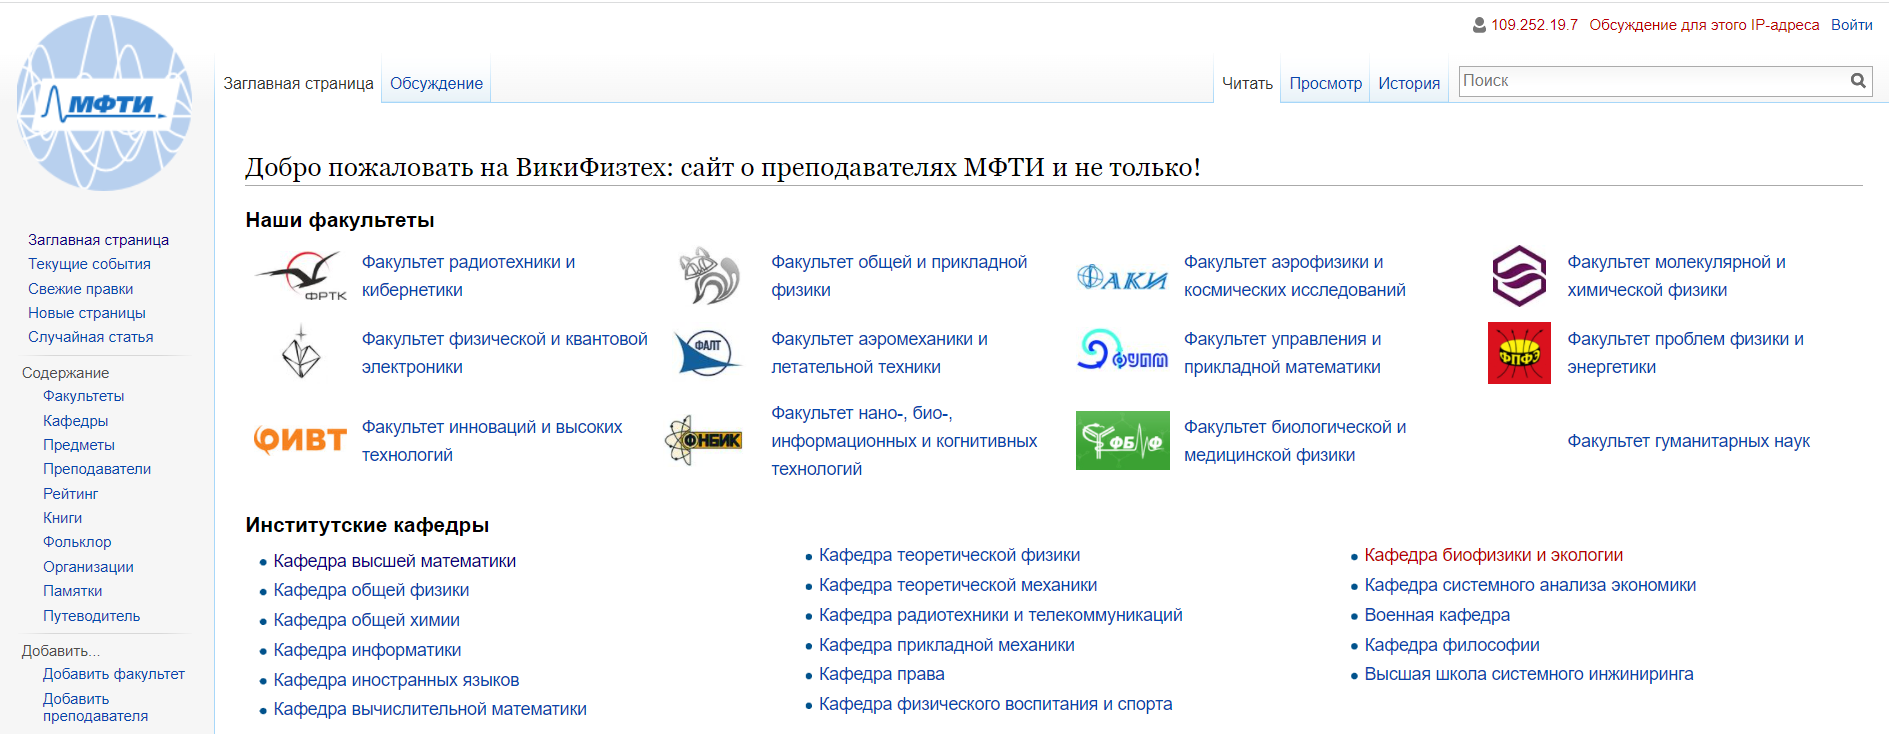 109.252.19.7 Обсуждение для этого IP-адреса Войти
МФТИ
Заглавная страница Обсуждение Читать Просмотр История Поиск
Добро пожаловать на ВикиФизтех: сайт о преподавателях МФТИ и не только!
Заглавная страница
Текущие события
Свежие правки
Новые страницы
Случайная статья
Содержание
Факультеты
Кафедры
Предметы
Преподаватели
Рейтинг
Книги
Фольклор
Организации
Памятки
Путеводитель
Добавить...
Добавить факультет
Добавить
преподавателя
Наши факультеты
ФРТК
Факультет радиотехники и
кибернетики
Факультет общей и прикладной
физики
ФАКИ
Факультет аэрофизики и
космических исследований
Факультет молекулярной и
химической физики
Факультет физической и квантовой
электроники
ФАЛТ
Факультет аэромеханики и
летательной техники
ФУПМ
Факультет управления и
прикладной математики
ФПФЭ
Факультет проблем физики и
энергетики
ФИВТ
Факультет инноваций и высоких
технологий
ФНБИК
Факультет нано-, био-,
информационных и когнитивных
технологий
ФБМФ
Факультет биологической и
медицинской физики
Факультет гуманитарных наук
Институтские кафедры
Кафедра высшей математики
Кафедра общей физики
Кафедра общей химии
Кафедра информатики
Кафедра иностранных языков
Кафедра вычислительной математики
Кафедра теоретической физики
Кафедра теоретической механики
Кафедра радиотехники и телекоммуникаций
Кафедра прикладной механики
Кафедра права
Кафедра физического воспитания и спорта
Кафедра биофизики и экологии
Кафедра системного анализа экономики
Военная кафедра
Кафедра философии
Высшая школа системного инжиниринга